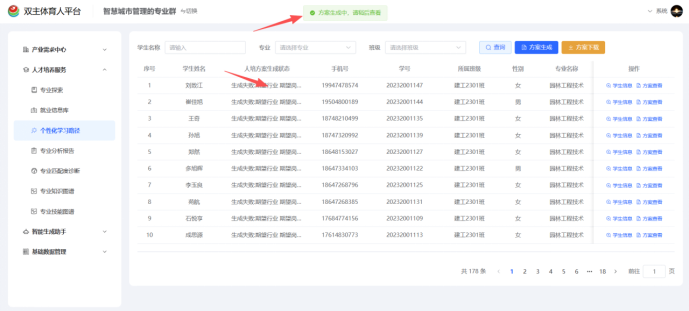 双主体育人平台 智慧城市管理的专业群 切换 方案生成中，请稍后查看 系统
产业需求中心
人才培养服务
专业探索
就业信息库
个性化学习路径
专业分析报告
专业匹配度诊断
专业知识图谱
专业技能图谱
智能生成助手
基础数据管理
学生名称 请输入 专业 请选择专业 班级 请选择班级 查询 方案生成 方案下载
序号 学生姓名 人培方案生成状态 手机号 学号 所属班级 性别 专业名称 操作
1 生成失败:期望行业 期望岗... 19947478574 20232001147 建工2301班 女 园林工程技术 学生信息 方案查看
2 生成失败:期望行业 期望岗... 19504800189 20232001144 建工2301班 男 园林工程技术 学生信息 方案查看
3 生成失败:期望行业 期望岗... 18748210499 20232001135 建工2301班 女 园林工程技术 学生信息 方案查看
4 孙旭 生成失败:期望行业 期望岗... 18747320992 20232001139 建工2301班 女 园林工程技术 学生信息 方案查看
5 生成失败:期望行业 期望岗... 18648153027 20232001127 建工2301班 女 园林工程技术 学生信息 方案查看
6 生成失败:期望行业 期望岗... 18647334103 20232001122 建工2301班 男 园林工程技术 学生信息 方案查看
7 李玉良 生成失败:期望行业 期望岗... 18647268796 20232001125 建工2301班 女 园林工程技术 学生信息 方案查看
8 杨航 生成失败:期望行业 期望岗... 18647268385 20232001131 建工2301班 女 园林工程技术 学生信息 方案查看
9 石悦享 生成失败:期望行业 期望岗... 17684774156 20232001109 建工2301班 女 园林工程技术 学生信息 方案查看
10 成思源 生成失败:期望行业 期望岗... 17614830773 20232001113 建工2301班 女 园林工程技术 学生信息 方案查看
共 178 条 1 2 3 4 5 6 ... 18 前往 1 页